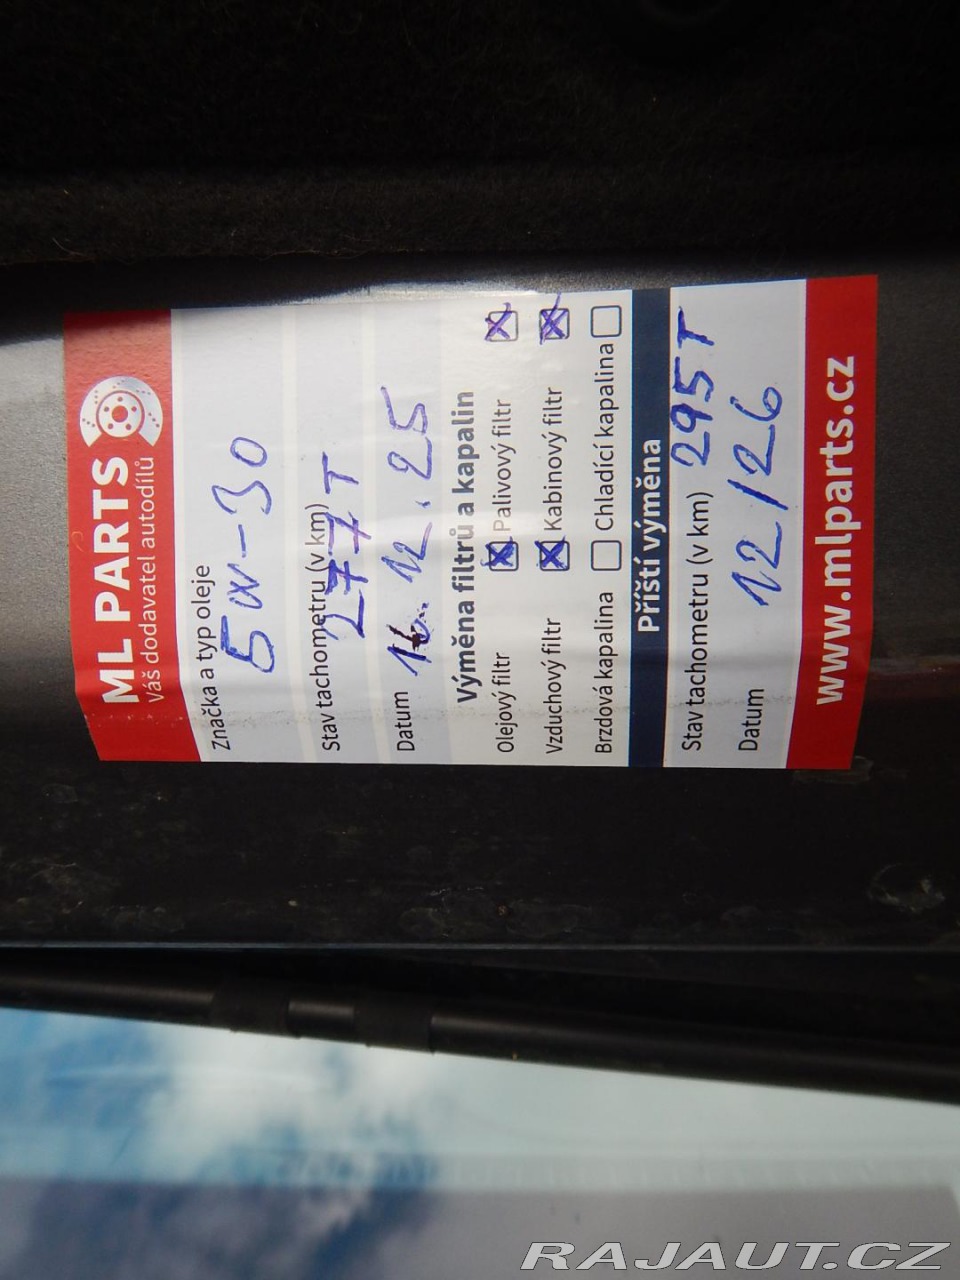 ML PARTS
Váš dodavatel autodílů
Značka a typ oleje
5W-30
Stav tachometru (v km)
277T
Datum 16.12.25
Výměna filtrů a kapalin
Olejový filtr Palivový filtr
Vzduchový filtr Kabinový filtr
Brzdová kapalina Chladící kapalina
Příští výměna
Stav tachometru (v km) 295T
Datum 12/26
www.mlparts.cz
RAJAUT.CZ